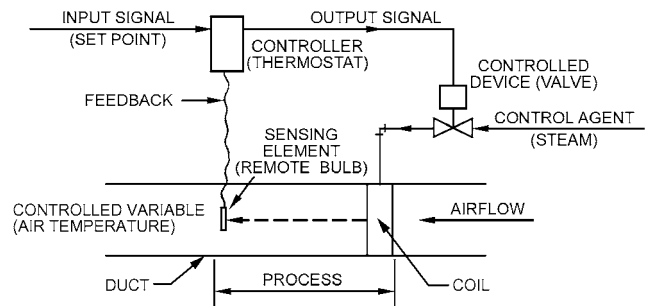 INPUT SIGNAL
(SET POINT)
OUTPUT SIGNAL
CONTROLLER
(THERMOSTAT)
CONTROLLED
DEVICE (VALVE)
FEEDBACK
CONTROL AGENT
(STEAM)
SENSING
ELEMENT
(REMOTE BULB)
CONTROLLED VARIABLE
(AIR TEMPERATURE)
AIRFLOW
DUCT
PROCESS
COIL